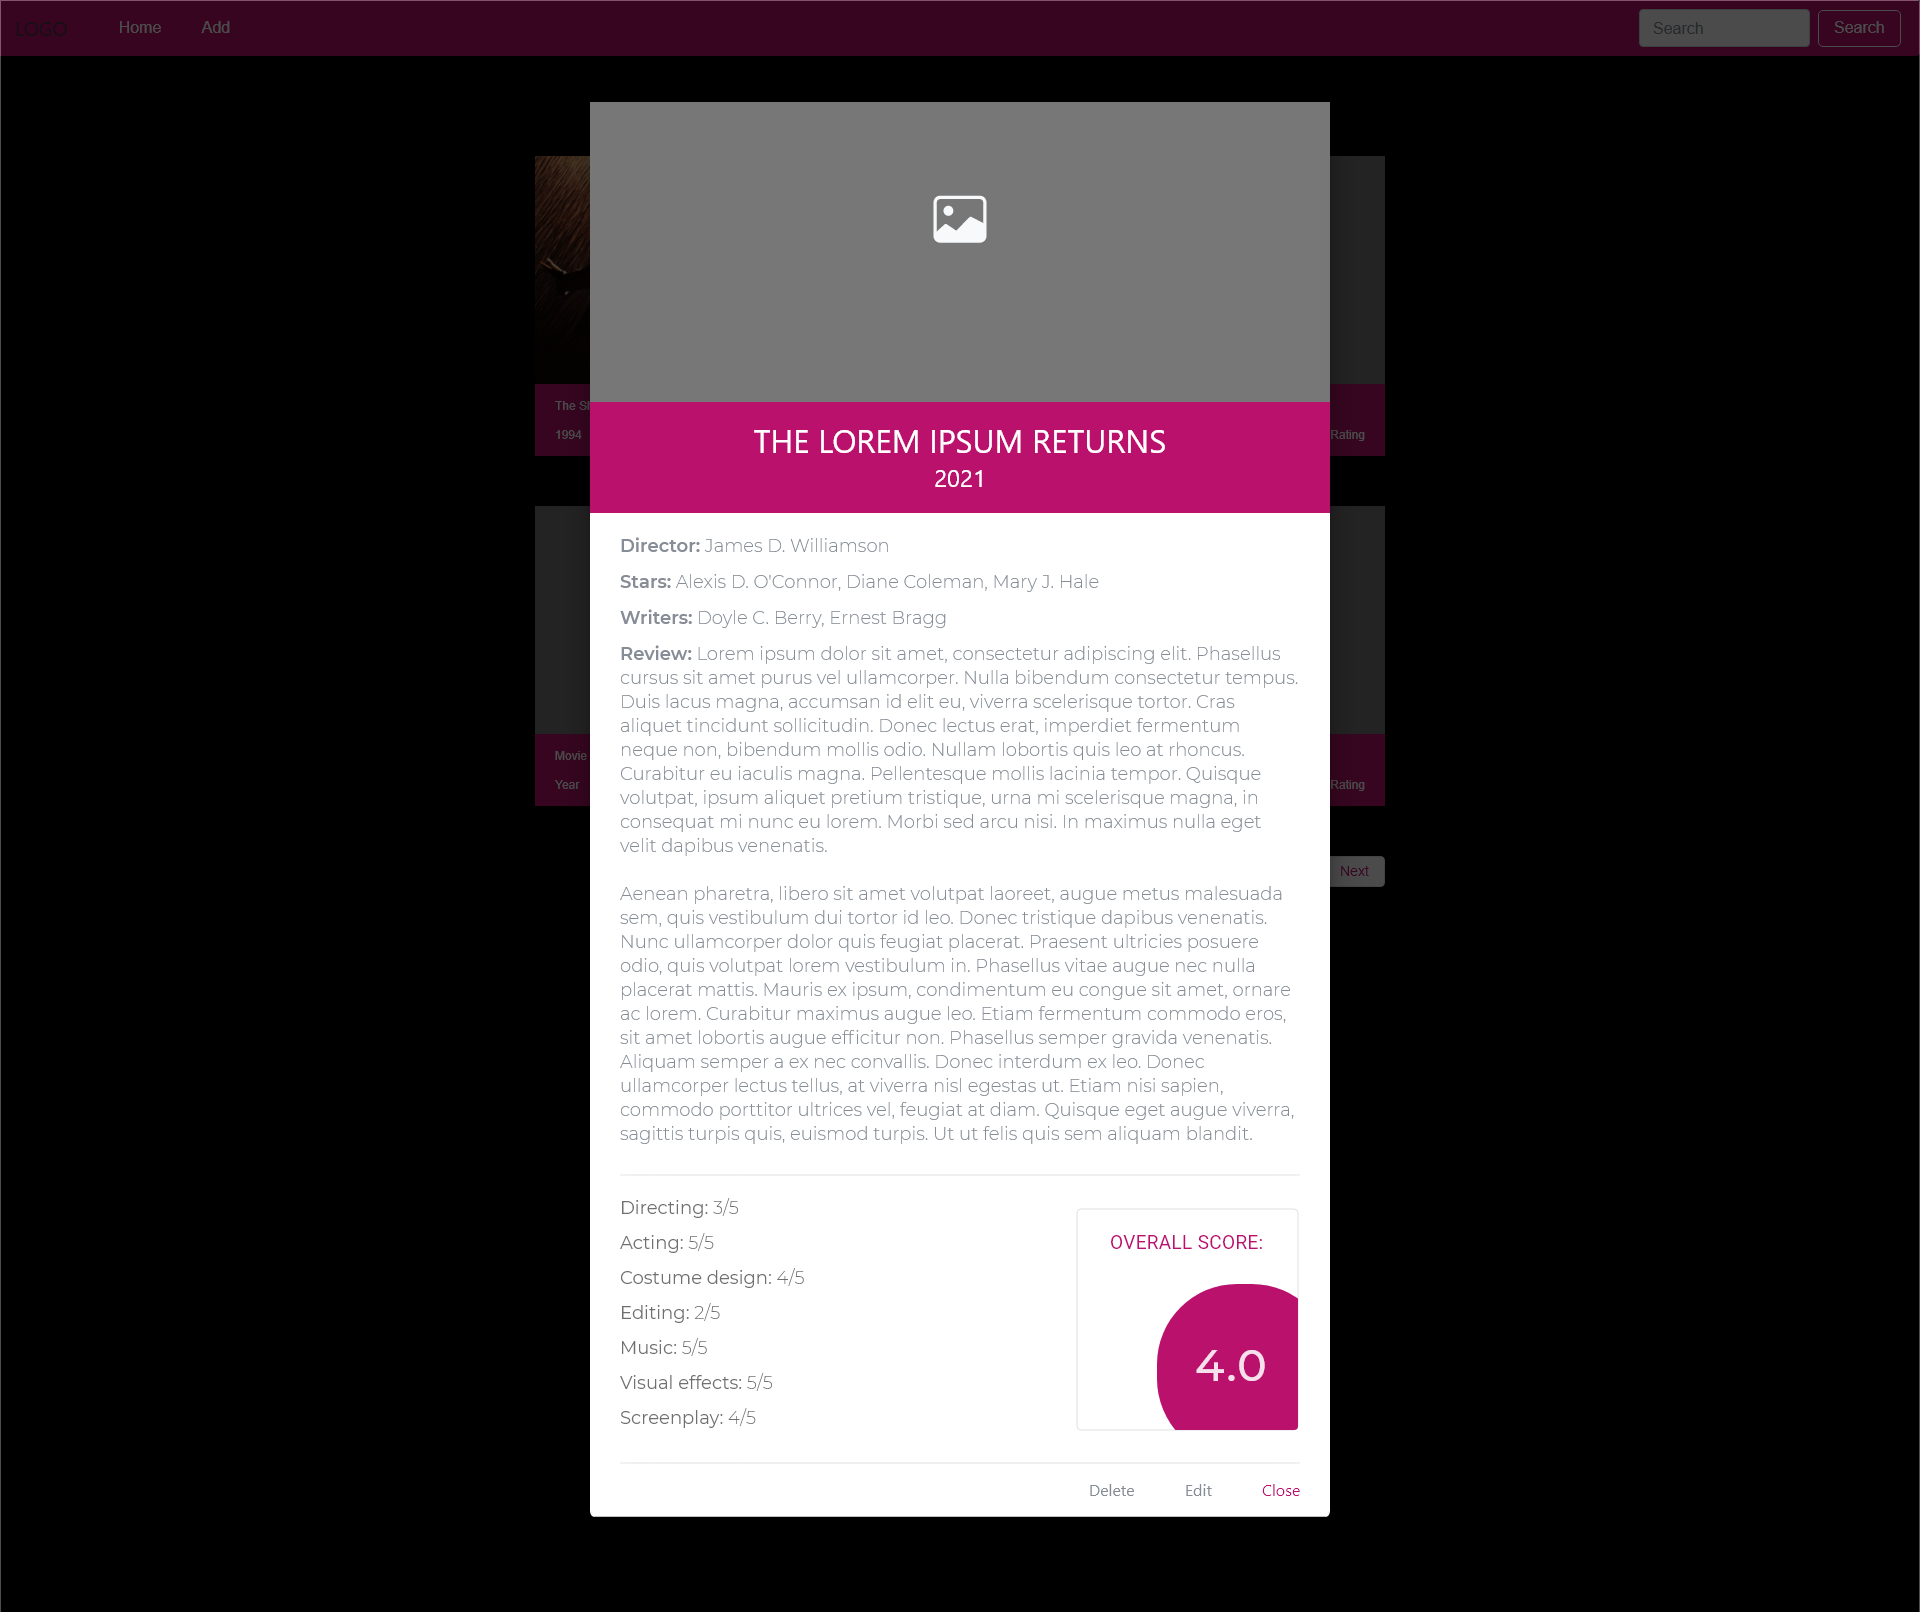 LOGO Home Add Search Search
The Sh
1994 Rating
THE LOREM IPSUM RETURNS
2021
Director: James D. Williamson
Stars: Alexis D. O'Connor, Diane Coleman, Mary J. Hale
Writers: Doyle C. Berry, Ernest Bragg
Review: Lorem ipsum dolor sit amet, consectetur adipiscing elit. Phasellus
cursus sit amet purus vel ullamcorper. Nulla bibendum consectetur tempus.
Duis lacus magna, accumsan id elit eu, viverra scelerisque tortor. Cras
aliquet tincidunt sollicitudin. Donec lectus erat, imperdiet fermentum
neque non, bibendum mollis odio. Nullam lobortis quis leo at rhoncus.
Curabitur eu iaculis magna. Pellentesque mollis lacinia tempor. Quisque
volutpat, ipsum aliquet pretium tristique, urna mi scelerisque magna, in
consequat mi nunc eu lorem. Morbi sed arcu nisi. In maximus nulla eget
velit dapibus venenatis.
Aenean pharetra, libero sit amet volutpat laoreet, augue metus malesuada
sem, quis vestibulum dui tortor id leo. Donec tristique dapibus venenatis.
Nunc ullamcorper dolor quis feugiat placerat. Praesent ultricies posuere
odio, quis volutpat lorem vestibulum in. Phasellus vitae augue nec nulla
placerat mattis. Mauris ex ipsum, condimentum eu congue sit amet, ornare
ac lorem. Curabitur maximus augue leo. Etiam fermentum commodo eros,
sit amet lobortis augue efficitur non. Phasellus semper gravida venenatis.
Aliquam semper a ex nec convallis. Donec interdum ex leo. Donec
ullamcorper lectus tellus, at viverra nisl egestas ut. Etiam nisi sapien,
commodo porttitor ultrices vel, feugiat at diam. Quisque eget augue viverra,
sagittis turpis quis, euismod turpis. Ut ut felis quis sem aliquam blandit.
Movie
Year Rating
Next
Directing: 3/5
Acting: 5/5
Costume design: 4/5
Editing: 2/5
Music: 5/5
Visual effects: 5/5
Screenplay: 4/5
OVERALL SCORE:
4.0
Delete Edit Close